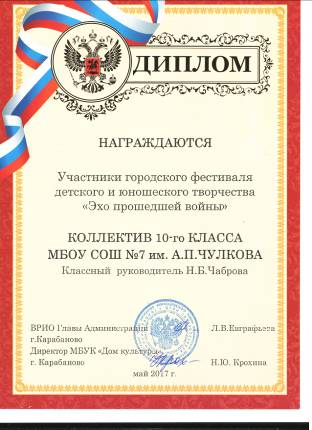 ДИПЛОМ
НАГРАЖДАЮТСЯ
Участники городского фестиваля
детского и юношеского творчества
«Эхо прошедшей войны»
КОЛЛЕКТИВ 10-го КЛАССА
МБОУ СОШ №7 им. А.П.ЧУЛКОВА
Классный руководитель Н.Б.Чаброва
ВРИО Главы Администрации Л.В.Евграфьева
г.Карабаново
Директор МБУК «Дом культуры»
г. Карабаново Н.Ю. Крохина
май 2017 г.